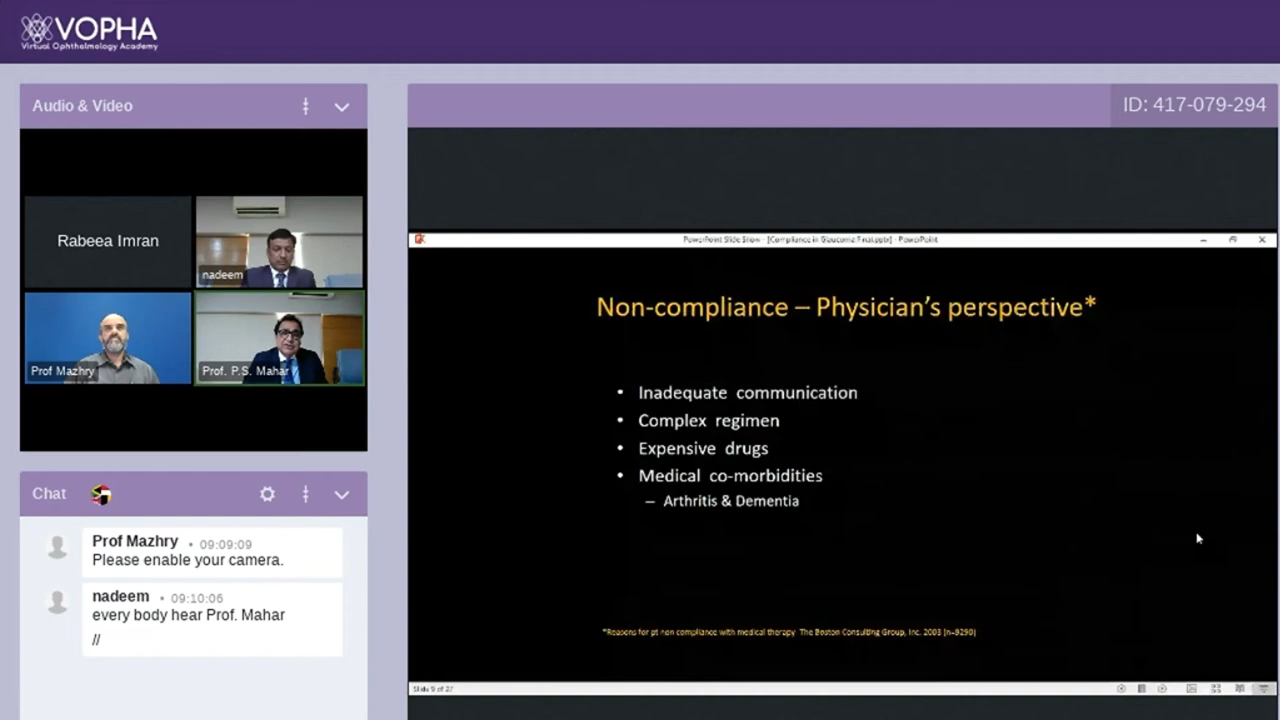 VOPHA
Virtual Ophthalmology Academy
Audio & Video
ID: 417-079-294
Rabeea Imran
nadeem
Prof Mazhry
Prof. P.S. Mahar
PowerPoint Slide Show - [Compliance in Glaucoma Final.pptx] - PowerPoint
Non-compliance – Physician's perspective*
• Inadequate communication
• Complex regimen
• Expensive drugs
• Medical co-morbidities
– Arthritis & Dementia
*Reasons for pt non compliance with medical therapy The Boston Consulting Group, Inc. 2003 (n=9290)
Slide 9 of 27
Chat
Prof Mazhry • 09:09:09
Please enable your camera.
nadeem • 09:10:06
every body hear Prof. Mahar
//